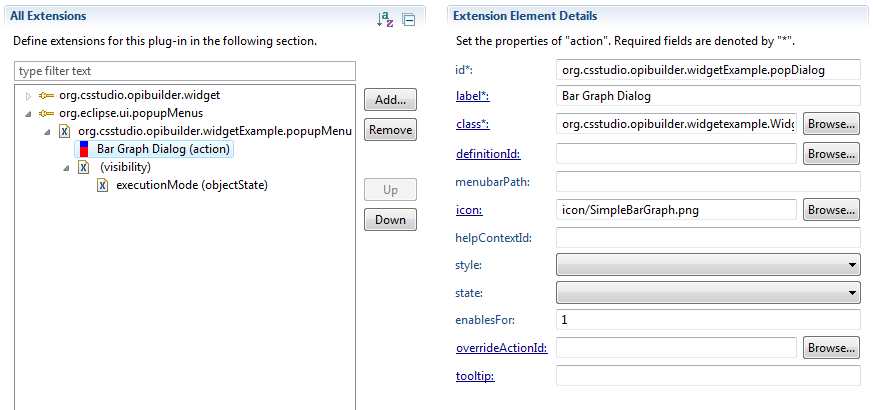 All Extensions
Define extensions for this plug-in in the following section.
type filter text
org.csstudio.opibuilder.widget
org.eclipse.ui.popupMenus
org.csstudio.opibuilder.widgetExample.popupMenu
Bar Graph Dialog (action)
(visibility)
executionMode (objectState)
Add...
Remove
Up
Down
Extension Element Details
Set the properties of "action". Required fields are denoted by "*".
id*: org.csstudio.opibuilder.widgetExample.popDialog
label*: Bar Graph Dialog
class*: org.csstudio.opibuilder.widgetexample.Widg Browse...
definitionId: Browse...
menubarPath:
icon: icon/SimpleBarGraph.png Browse...
helpContextId:
style:
state:
enablesFor: 1
overrideActionId: Browse...
tooltip: